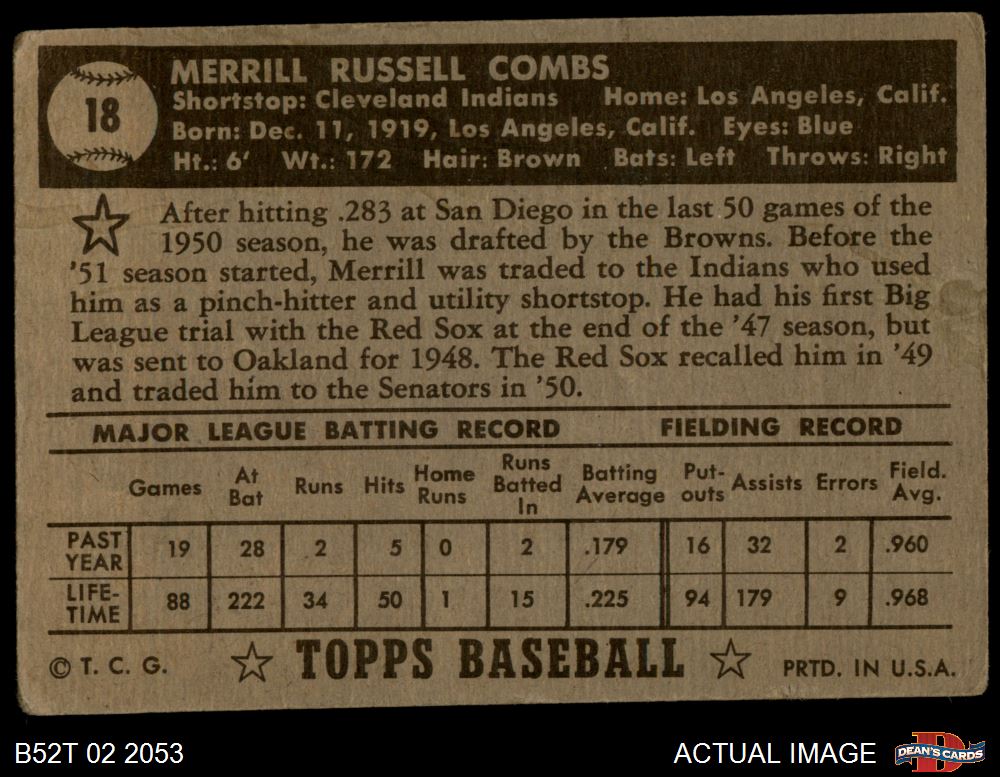 MERRILL RUSSELL COMBS
18
Shortstop: Cleveland Indians Home: Los Angeles, Calif.
Born: Dec. 11, 1919, Los Angeles, Calif. Eyes: Blue
Ht.: 6' Wt.: 172 Hair: Brown Bats: Left Throws: Right
After hitting .283 at San Diego in the last 50 games of the
1950 season, he was drafted by the Browns. Before the
'51 season started, Merrill was traded to the Indians who used
him as a pinch-hitter and utility shortstop. He had his first Big
League trial with the Red Sox at the end of the '47 season, but
was sent to Oakland for 1948. The Red Sox recalled him in '49
and traded him to the Senators in '50.
MAJOR LEAGUE BATTING RECORD FIELDING RECORD
Games At Bat Runs Hits Home Runs Runs Batted In Batting Average Put-outs Assists Errors Field. Avg.
PAST YEAR 19 28 2 5 0 2 .179 16 32 2 .960
LIFE-TIME 88 222 34 50 1 15 .225 94 179 9 .968
© T. C. G. TOPPS BASEBALL PRTD. IN U.S.A.
B52T 02 2053 ACTUAL IMAGE D DEAN'S CARDS